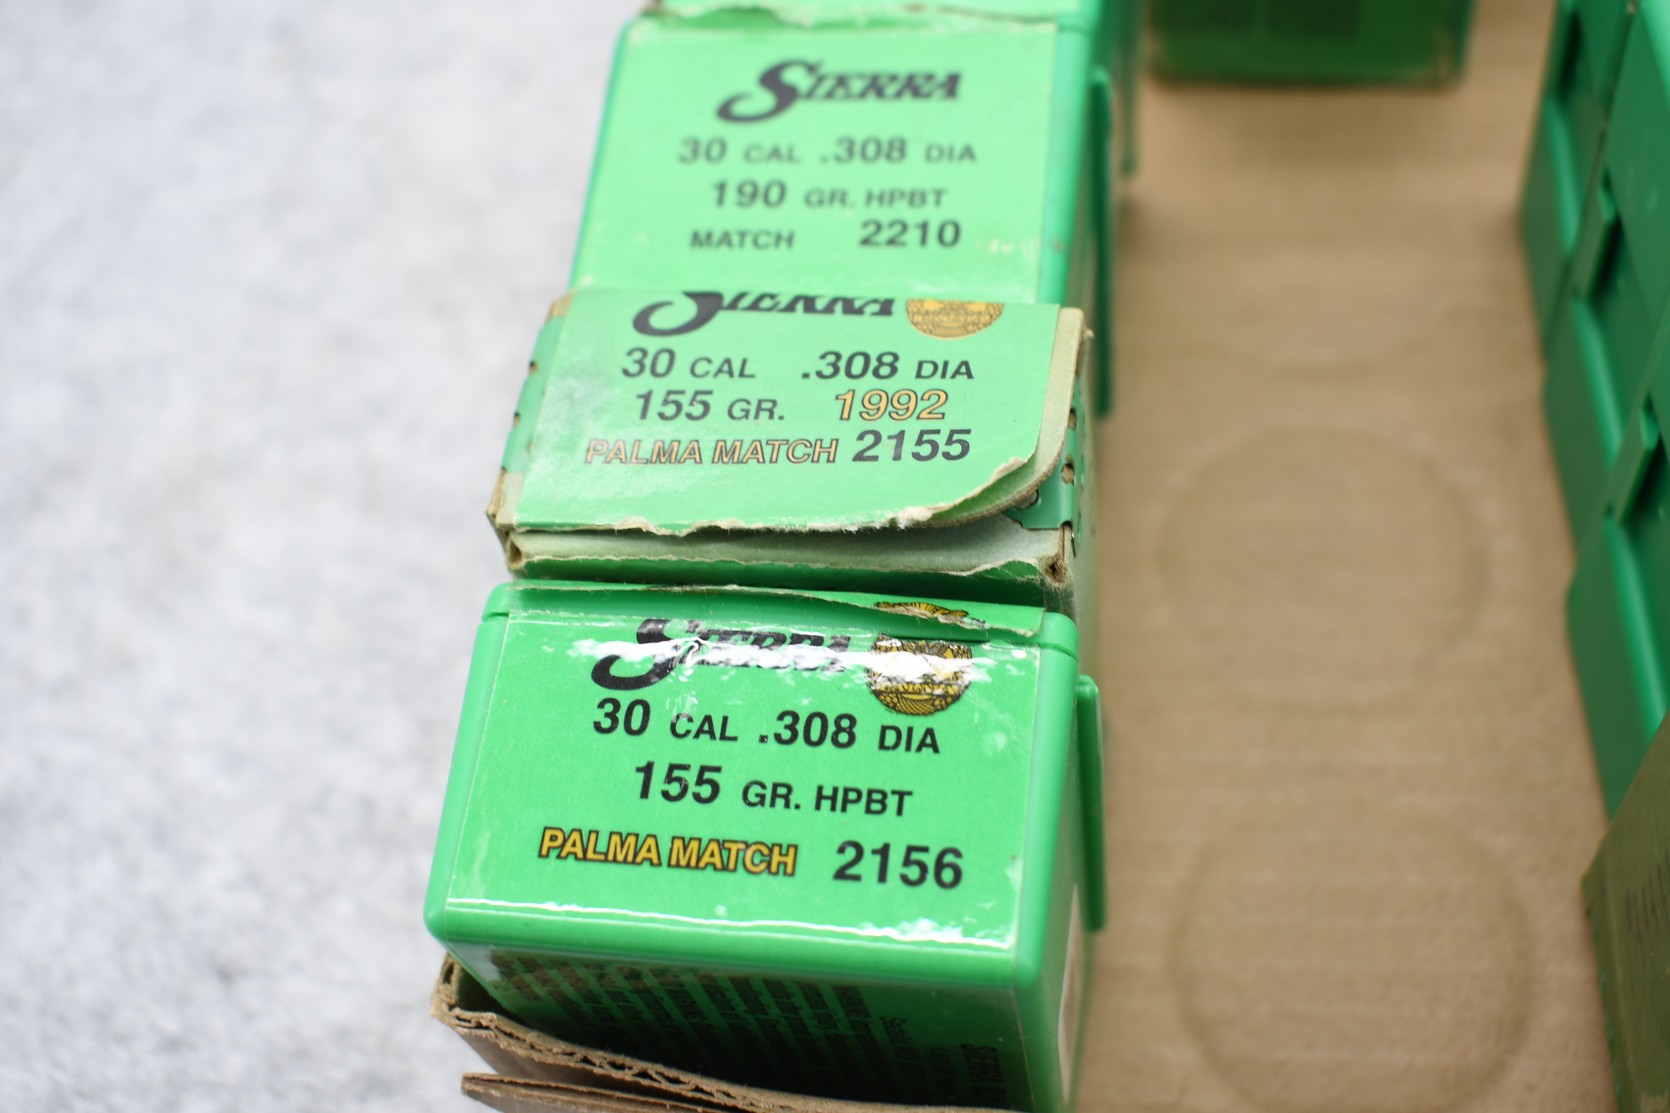 SIERRA
30 CAL .308 DIA
190 GR. HPBT
MATCH 2210
SIERRA
30 CAL .308 DIA
155 GR. 1992
PALMA MATCH 2155
SIERRA
30 CAL .308 DIA
155 GR. HPBT
PALMA MATCH 2156